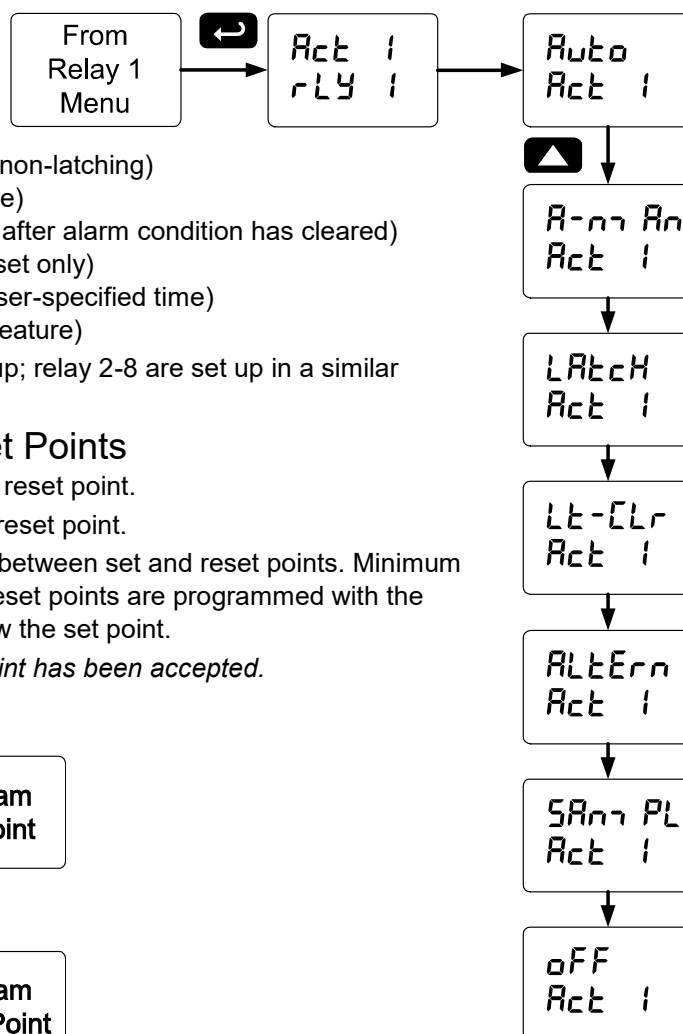 From
Relay 1
Menu
Act 1
rLY 1
Auto
Act 1
non-latching)
e)
after alarm condition has cleared)
set only)
ser-specified time)
eature)
up; relay 2-8 are set up in a similar
A-mAn
Act 1
LAtcH
Act 1
et Points
reset point.
reset point.
between set and reset points. Minimum
eset points are programmed with the
w the set point.
int has been accepted.
Lt-CLr
Act 1
ALtErn
Act 1
am
oint
SAmPL
Act 1
am
Point
oFF
Act 1